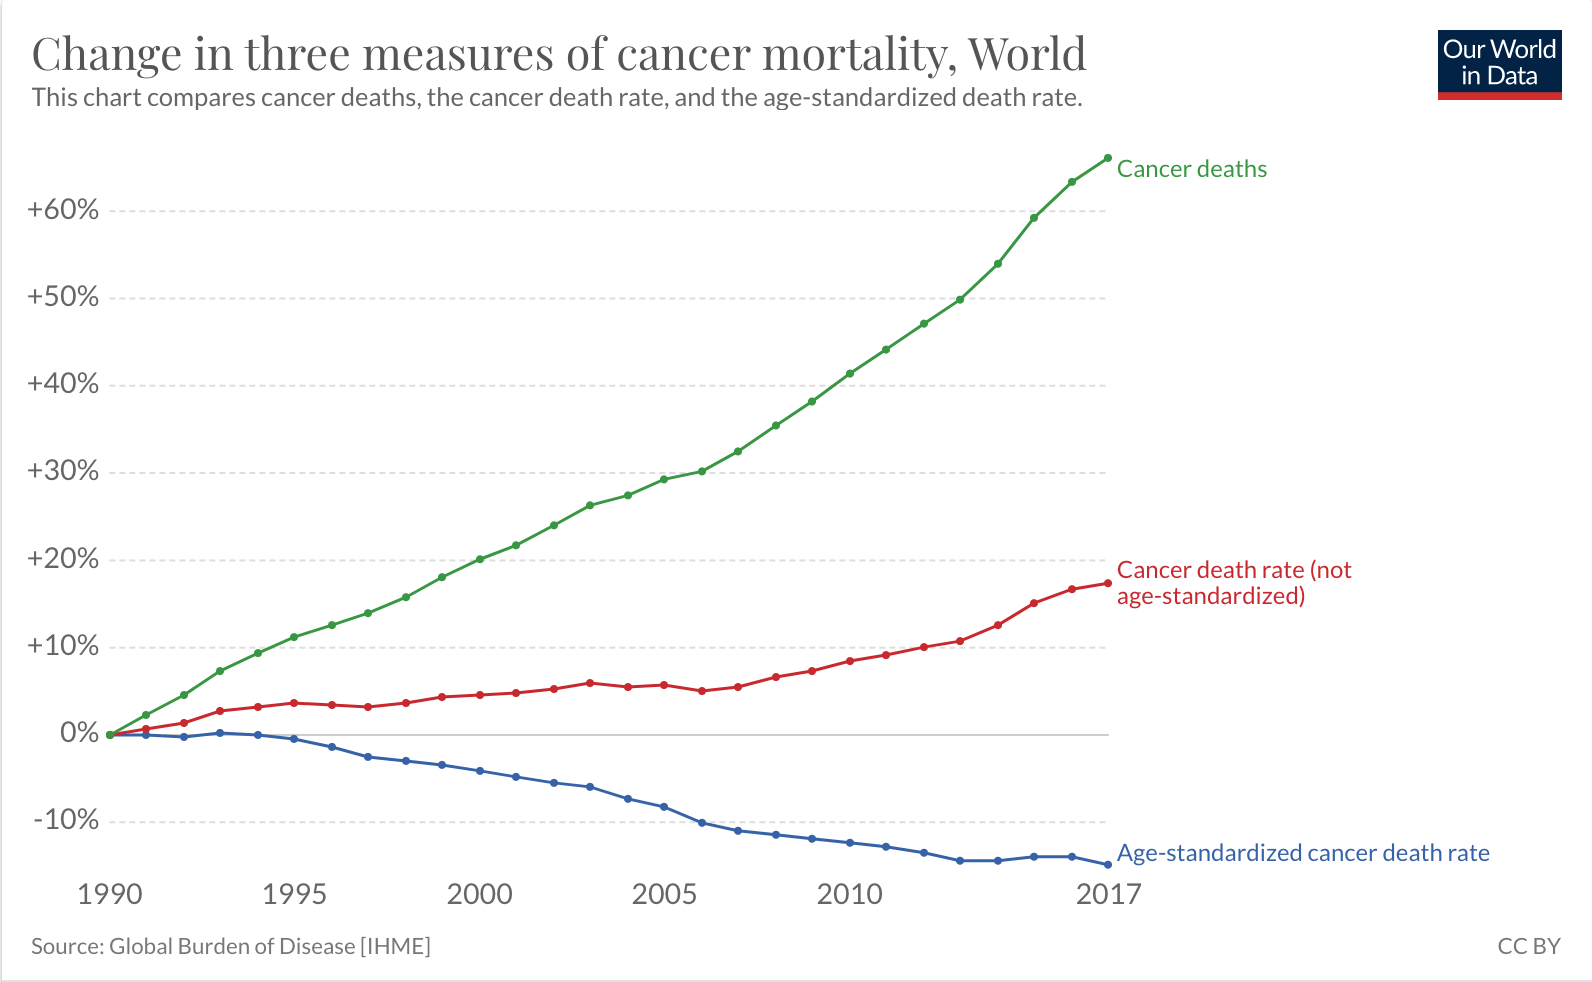 Change in three measures of cancer mortality, World
This chart compares cancer deaths, the cancer death rate, and the age-standardized death rate.
Our World
in Data
Cancer deaths
+60%
+50%
+40%
+30%
+20%
Cancer death rate (not
age-standardized)
+10%
0%
-10%
Age-standardized cancer death rate
1990 1995 2000 2005 2010 2017
Source: Global Burden of Disease [IHME]
CC BY